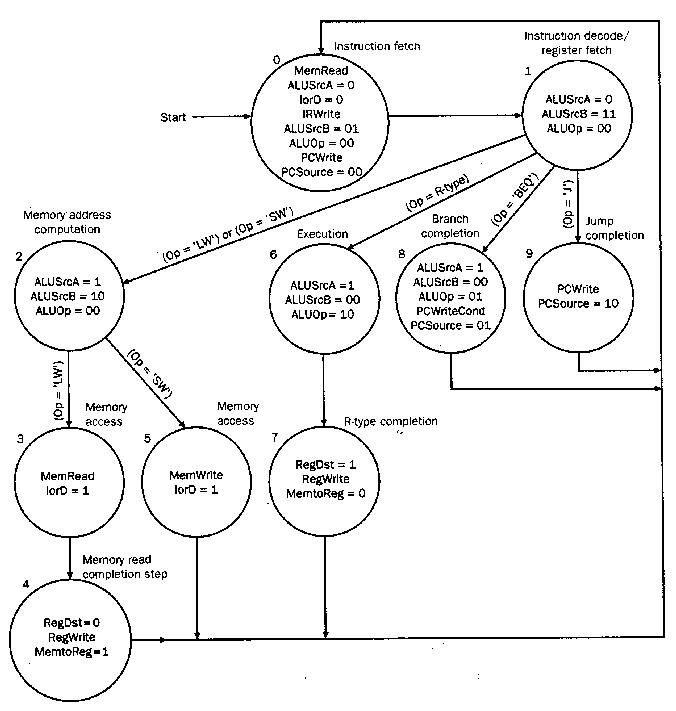 Instruction fetch
0
MemRead
ALUSrcA = 0
IorD = 0
IRWrite
ALUSrcB = 01
ALUOp = 00
PCWrite
PCSource = 00
Start
Instruction decode/
register fetch
1
ALUSrcA = 0
ALUSrcB = 11
ALUOp = 00
(Op = 'LW') or (Op = 'SW')
(Op = R-type)
(Op = 'BEQ')
(Op = 'J')
Memory address
computation
2
ALUSrcA = 1
ALUSrcB = 10
ALUOp = 00
Execution
6
ALUSrcA =1
ALUSrcB = 00
ALUOp= 10
Branch
completion
8
ALUSrcA = 1
ALUSrcB = 00
ALUOp = 01
PCWriteCond
PCSource = 01
Jump
completion
9
PCWrite
PCSource = 10
(Op = 'LW')
(Op = 'SW')
Memory
access
3
MemRead
IorD = 1
Memory
access
5
MemWrite
IorD = 1
R-type completion
7
RegDst = 1
RegWrite
MemtoReg = 0
Memory read
completion step
4
RegDst=0
RegWrite
MemtoReg=1